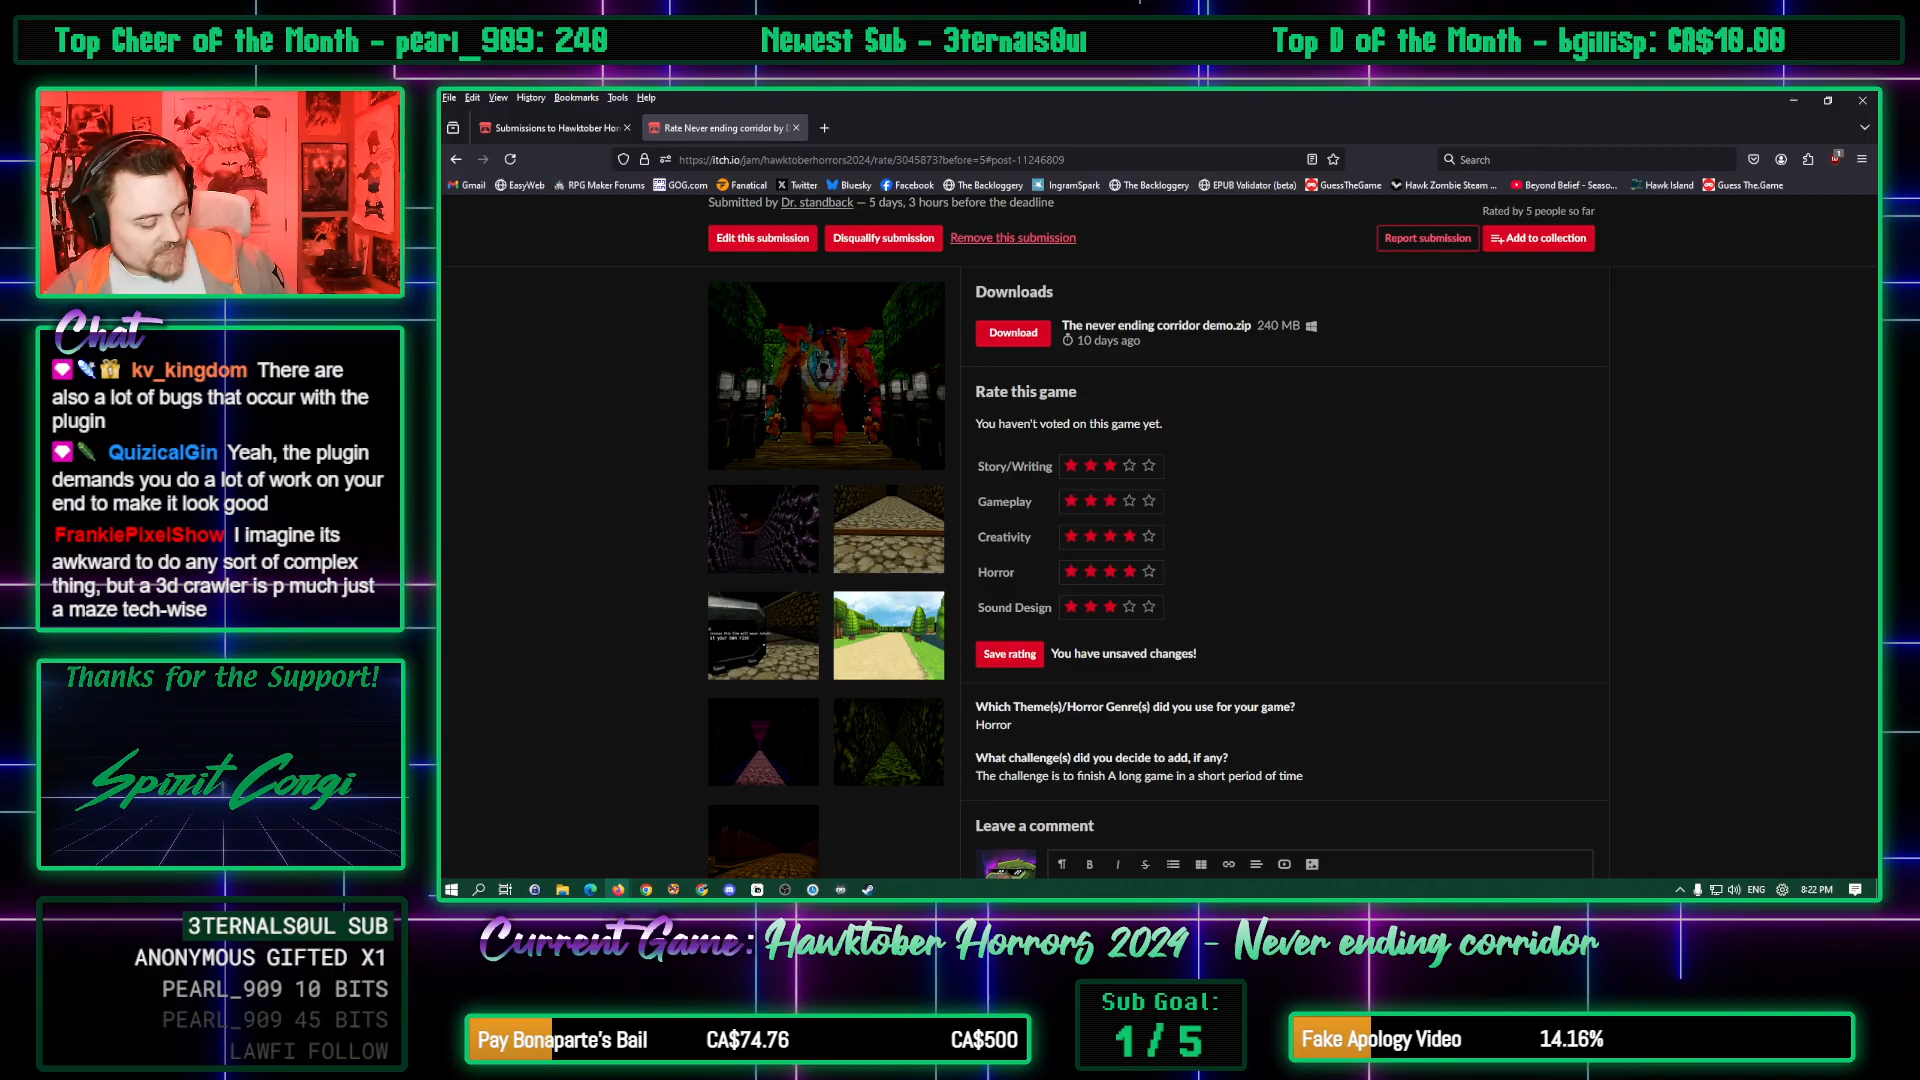 Top Cheer of the Month - pearl_909: 240
Newest Sub - 3ternals0ul
Top D of the Month - bgillisp: CA$10.00
File Edit View History Bookmarks Tools Help
Submissions to Hawktober Hor
Rate Never ending corridor by D
https://itch.io/jam/hawktoberhorrors2024/rate/3045873?before=5#post-11246809
Search
Gmail EasyWeb RPG Maker Forums GOG.com Fanatical Twitter Bluesky Facebook The Backloggery IngramSpark The Backloggery EPUB Validator (beta) GuessTheGame Hawk Zombie Steam ... Beyond Belief - Seaso... Hawk Island Guess The.Game
Submitted by Dr. standback — 5 days, 3 hours before the deadline
Rated by 5 people so far
Edit this submission
Disqualify submission
Remove this submission
Report submission
Add to collection
Downloads
Download
The never ending corridor demo.zip 240 MB
10 days ago
Rate this game
You haven't voted on this game yet.
Story/Writing
Gameplay
Creativity
Horror
Sound Design
Save rating
You have unsaved changes!
Which Theme(s)/Horror Genre(s) did you use for your game?
Horror
What challenge(s) did you decide to add, if any?
The challenge is to finish A long game in a short period of time
Leave a comment
ENG
8:22 PM
Chat
kv_kingdom There are
also a lot of bugs that occur with the
plugin
QuizicalGin Yeah, the plugin
demands you do a lot of work on your
end to make it look good
FrankiePixelShow I imagine its
awkward to do any sort of complex
thing, but a 3d crawler is p much just
a maze tech-wise
Thanks for the Support!
Spirit Corgi
3TERNALS0UL SUB
ANONYMOUS GIFTED X1
PEARL_909 10 BITS
PEARL_909 45 BITS
LAWFI FOLLOW
Current Game: Hawktober Horrors 2024 - Never ending corridor
Pay Bonaparte's Bail CA$74.76 CA$500
Sub Goal:
1 / 5
Fake Apology Video 14.16%